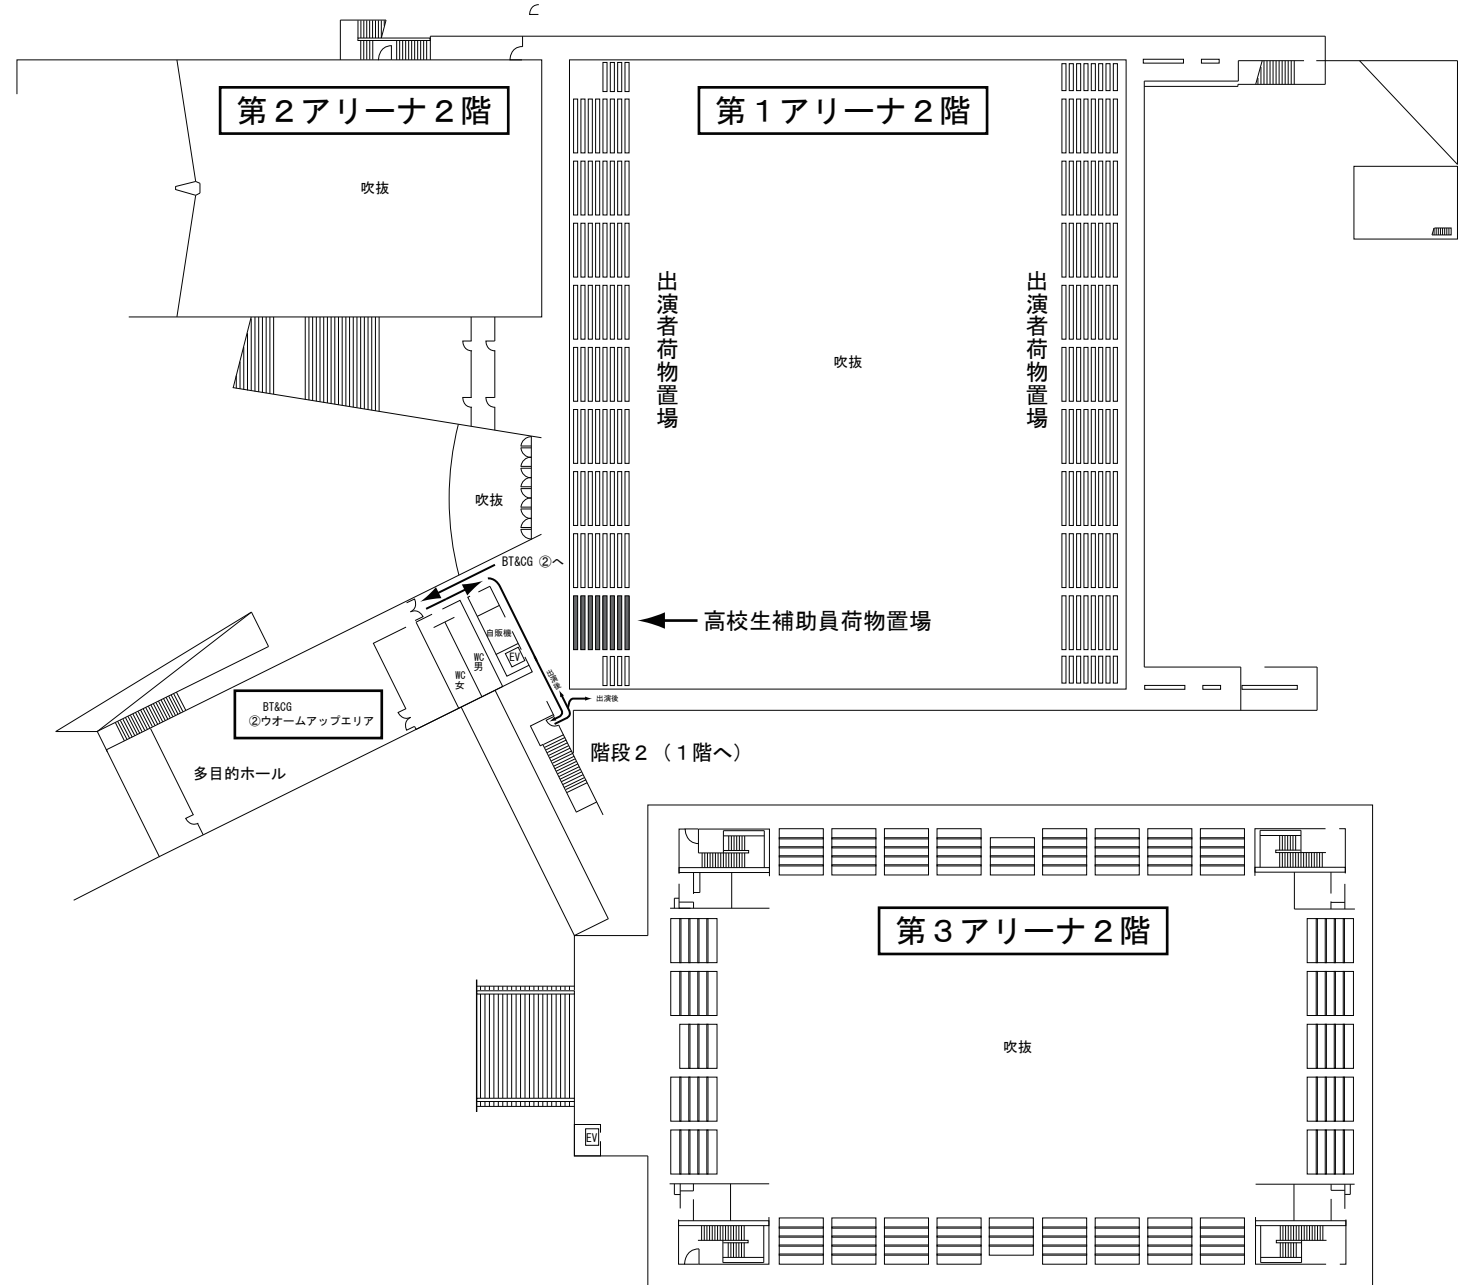 第２アリーナ２階
第１アリーナ２階
吹抜
出演者荷物置場
出演者荷物置場
吹抜
吹抜
BT&CG ②へ
高校生補助員荷物置場
自販機
WC
男
EV
WC
女
出演後
出演後
BT&CG
②ウオームアップエリア
階段２（１階へ）
多目的ホール
第３アリーナ２階
吹抜
EV